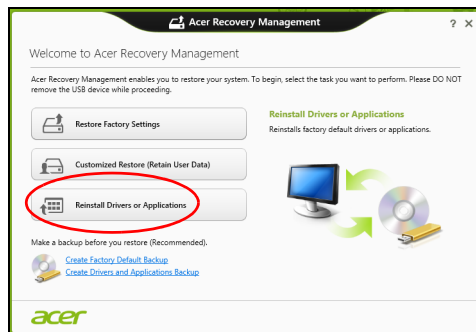 Acer Recovery Management
? X
Welcome to Acer Recovery Management
Acer Recovery Management enables you to restore your system. To begin, select the task you want to perform. Please DO NOT
remove the USB device while proceeding.
Restore Factory Settings
Customized Restore (Retain User Data)
Reinstall Drivers or Applications
Reinstall Drivers or Applications
Reinstalls factory default drivers or applications.
Make a backup before you restore (Recommended).
Create Factory Default Backup
Create Drivers and Applications Backup
acer